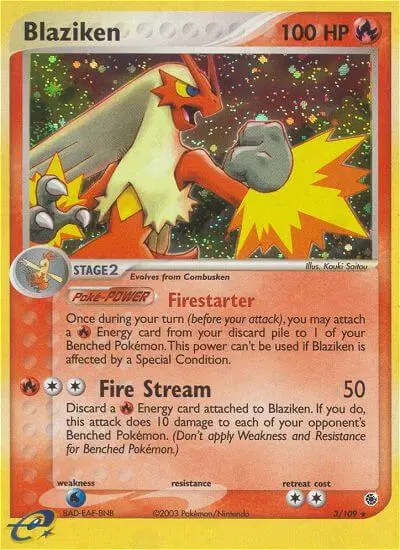 Blaziken 100 HP
Illus. Kouki Saitou
STAGE2
Evolves from Combusken
Poké-POWER Firestarter
Once during your turn (before your attack), you may attach
a Energy card from your discard pile to 1 of your
Benched Pokémon. This power can't be used if Blaziken is
affected by a Special Condition.
Fire Stream 50
Discard a Energy card attached to Blaziken. If you do,
this attack does 10 damage to each of your opponent's
Benched Pokémon. (Don't apply Weakness and Resistance
for Benched Pokémon.)
weakness resistance retreat cost
BAD-EAF-BNB ©2003 Pokémon/Nintendo 3/109 ★
e